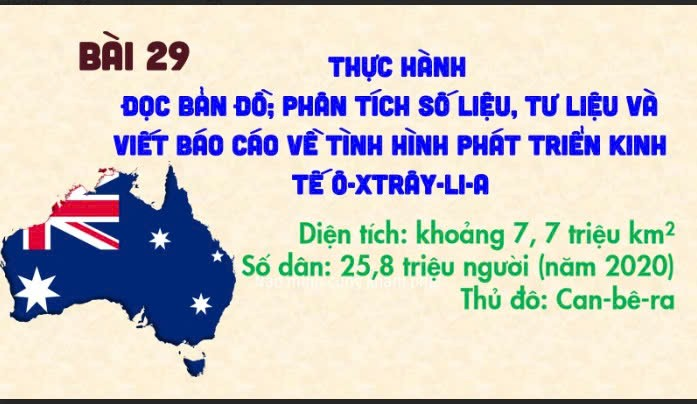 BÀI 29
THỰC HÀNH
ĐỌC BẢN ĐỒ; PHÂN TÍCH SỐ LIỆU, TƯ LIỆU VÀ
VIẾT BÁO CÁO VỀ TÌNH HÌNH PHÁT TRIỂN KINH
TẾ Ô-XTRÂY-LI-A
Diện tích: khoảng 7, 7 triệu km²
Số dân: 25,8 triệu người (năm 2020)
Thủ đô: Can-bê-ra